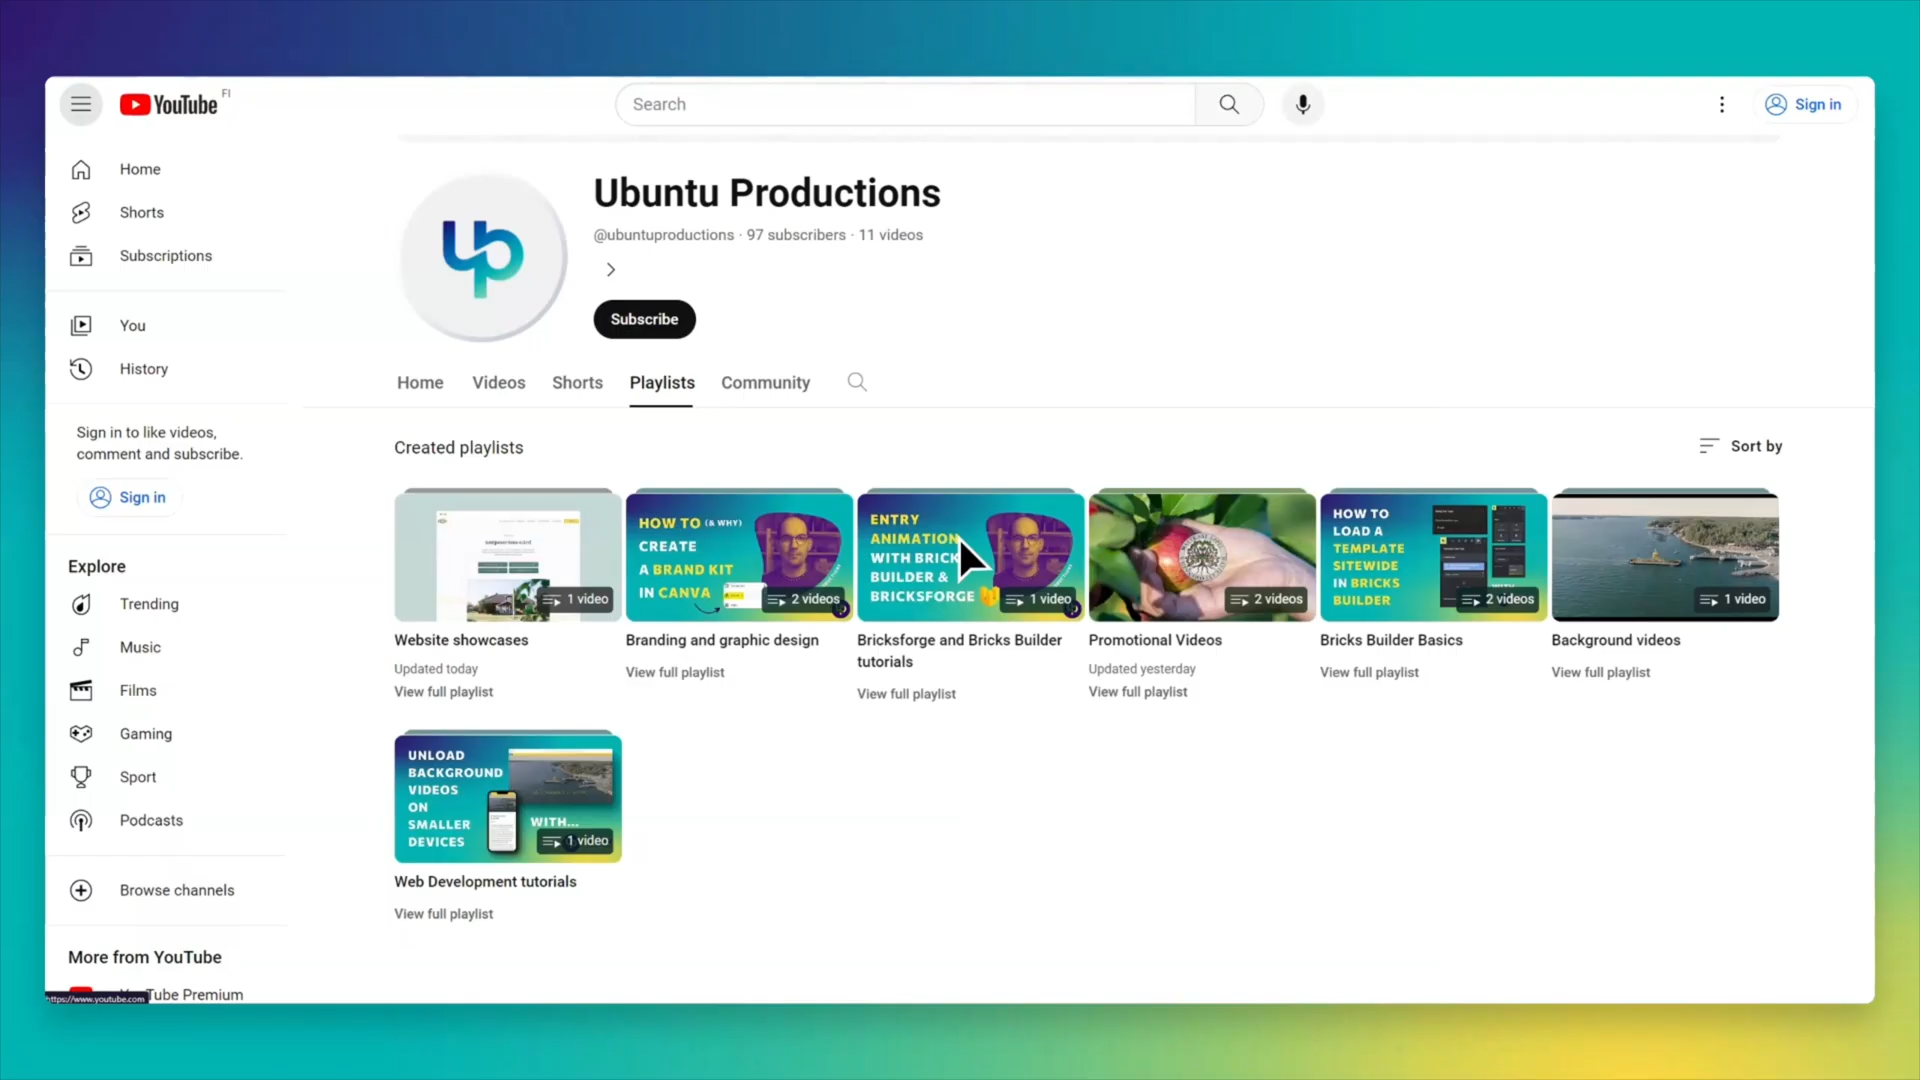 YouTube FI
Search
Sign in
Home
Shorts
Subscriptions
You
History
Sign in to like videos,
comment and subscribe.
Sign in
Explore
Trending
Music
Films
Gaming
Sport
Podcasts
Browse channels
More from YouTube
Tube Premium
https://www.youtube.com
up
Ubuntu Productions
@ubuntuproductions · 97 subscribers · 11 videos
Subscribe
Home Videos Shorts Playlists Community
Created playlists
Sort by
1 video
Website showcases
Updated today
View full playlist
HOW TO (& WHY)
CREATE
A BRAND KIT
IN CANVA
2 videos
Branding and graphic design
View full playlist
ENTRY
ANIMATION
WITH BRICK
BUILDER &
BRICKSFORGE
1 video
Bricksforge and Bricks Builder
tutorials
View full playlist
2 videos
Promotional Videos
Updated yesterday
View full playlist
HOW TO
LOAD A
TEMPLATE
SITEWIDE
IN BRICKS
BUILDER
2 videos
Bricks Builder Basics
View full playlist
1 video
Background videos
View full playlist
UNLOAD
BACKGROUND
VIDEOS
ON
SMALLER
DEVICES
WITH...
1 video
Web Development tutorials
View full playlist